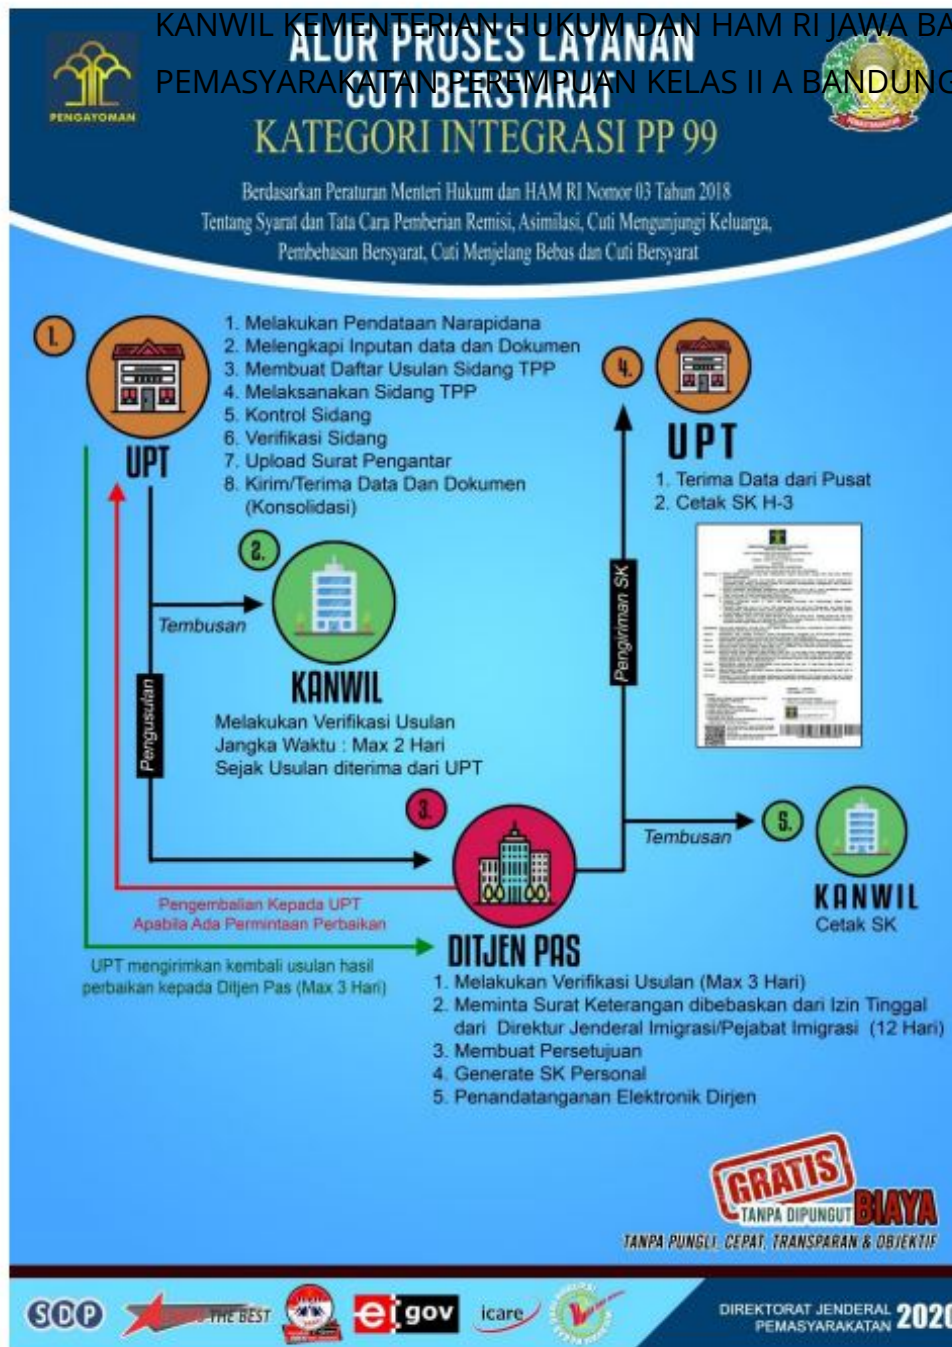 KANWIL KEMENTERIAN HUKUM DAN HAM RI JAWA BA
PEMASYARAKATAN PEREMPUAN KELAS II A BANDUNG
ALUR PROSES LAYANAN
CUTI BERSYARAT
KATEGORI INTEGRASI PP 99
PENGAYOMAN
PEMASYARAKATAN
Berdasarkan Peraturan Menteri Hukum dan HAM RI Nomor 03 Tahun 2018
Tentang Syarat dan Tata Cara Pemberian Remisi, Asimilasi, Cuti Mengunjungi Keluarga,
Pembebasan Bersyarat, Cuti Menjelang Bebas dan Cuti Bersyarat
1.
UPT
1. Melakukan Pendataan Narapidana
2. Melengkapi Inputan data dan Dokumen
3. Membuat Daftar Usulan Sidang TPP
4. Melaksanakan Sidang TPP
5. Kontrol Sidang
6. Verifikasi Sidang
7. Upload Surat Pengantar
8. Kirim/Terima Data Dan Dokumen
(Konsolidasi)
4.
UPT
1. Terima Data dari Pusat
2. Cetak SK H-3
2.
Tembusan
KANWIL
Melakukan Verifikasi Usulan
Jangka Waktu : Max 2 Hari
Sejak Usulan diterima dari UPT
Pengusulan
Pengiriman SK
3.
Tembusan
5.
KANWIL
Cetak SK
Pengembalian Kepada UPT
Apabila Ada Permintaan Perbaikan
UPT mengirimkan kembali usulan hasil
perbaikan kepada Ditjen Pas (Max 3 Hari)
DITJEN PAS
1. Melakukan Verifikasi Usulan (Max 3 Hari)
2. Meminta Surat Keterangan dibebaskan dari Izin Tinggal
dari Direktur Jenderal Imigrasi/Pejabat Imigrasi (12 Hari)
3. Membuat Persetujuan
4. Generate SK Personal
5. Penandatanganan Elektronik Dirjen
GRATIS
TANPA DIPUNGUT BIAYA
TANPA PUNGLI, CEPAT, TRANSPARAN & OBJEKTIF
SDP
THE BEST
e gov
icare
DIREKTORAT JENDERAL
PEMASYARAKATAN 2020